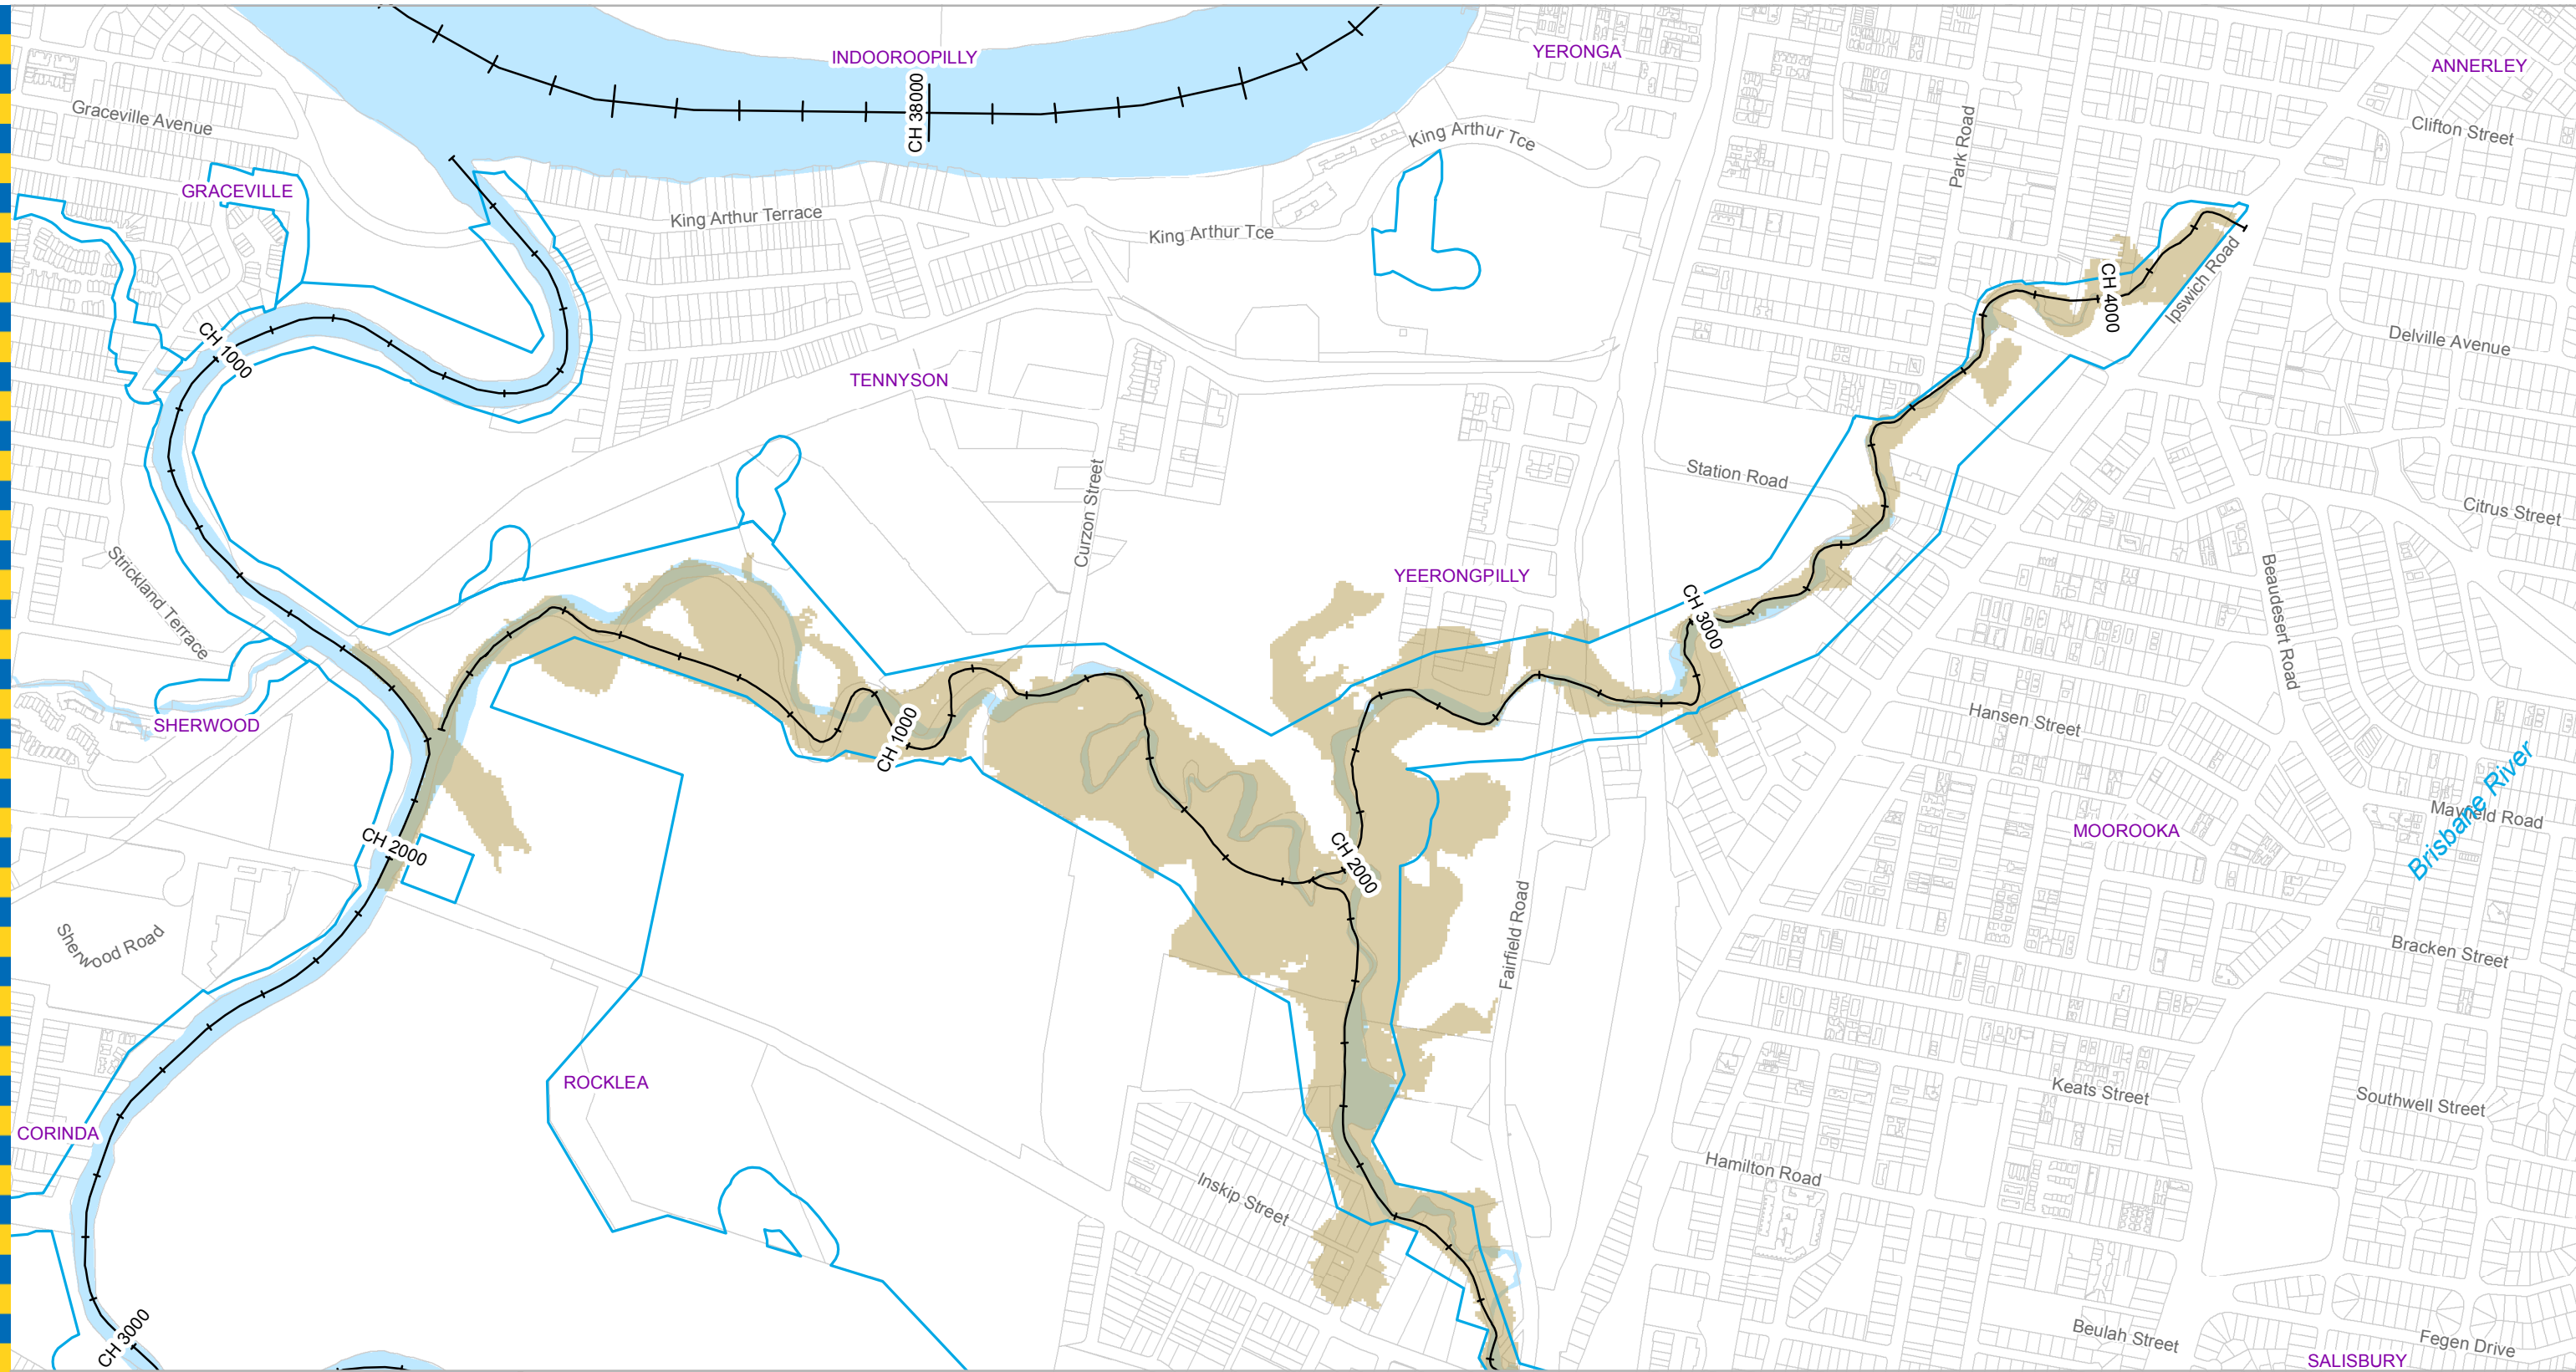 INDOOROOPILLY
YERONGA
ANNERLEY
CH 38000
Graceville Avenue
King Arthur Tce
Clifton Street
Park Road
GRACEVILLE
King Arthur Terrace
King Arthur Tce
Ipswich Road
CH 4000
CH 1000
Delville Avenue
TENNYSON
Station Road
Curzon Street
Citrus Street
Strickland Terrace
YEERONGPILLY
Beaudesert Road
CH 3000
SHERWOOD
CH 1000
Hansen Street
Brisbane River
Mayfield Road
MOOROOKA
CH 2000
CH 2000
Fairfield Road
Sherwood Road
Bracken Street
ROCKLEA
Keats Street
Southwell Street
CORINDA
Hamilton Road
Inskip Street
CH 3000
Beulah Street
Fegen Drive
SALISBURY